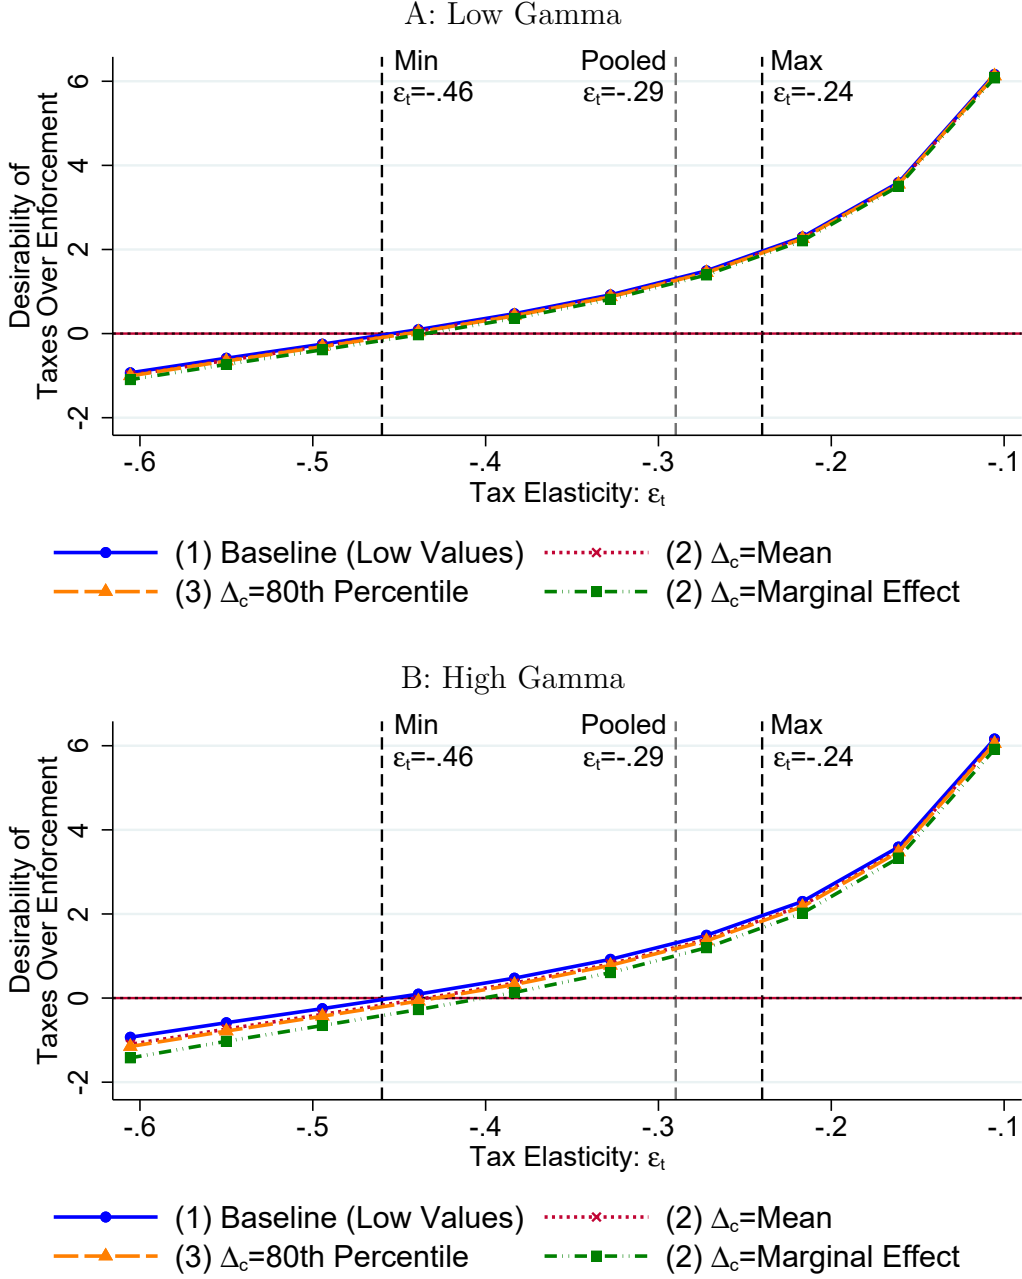 A: Low Gamma
Min
εt=-.46
Pooled
εt=-.29
Max
εt=-.24
Desirability of
Taxes Over Enforcement
6
4
2
0
-2
-.6 -.5 -.4 -.3 -.2 -.1
Tax Elasticity: εt
(1) Baseline (Low Values) (2) Δc=Mean
(3) Δc=80th Percentile (2) Δc=Marginal Effect
B: High Gamma
Min
εt=-.46
Pooled
εt=-.29
Max
εt=-.24
Desirability of
Taxes Over Enforcement
6
4
2
0
-2
-.6 -.5 -.4 -.3 -.2 -.1
Tax Elasticity: εt
(1) Baseline (Low Values) (2) Δc=Mean
(3) Δc=80th Percentile (2) Δc=Marginal Effect